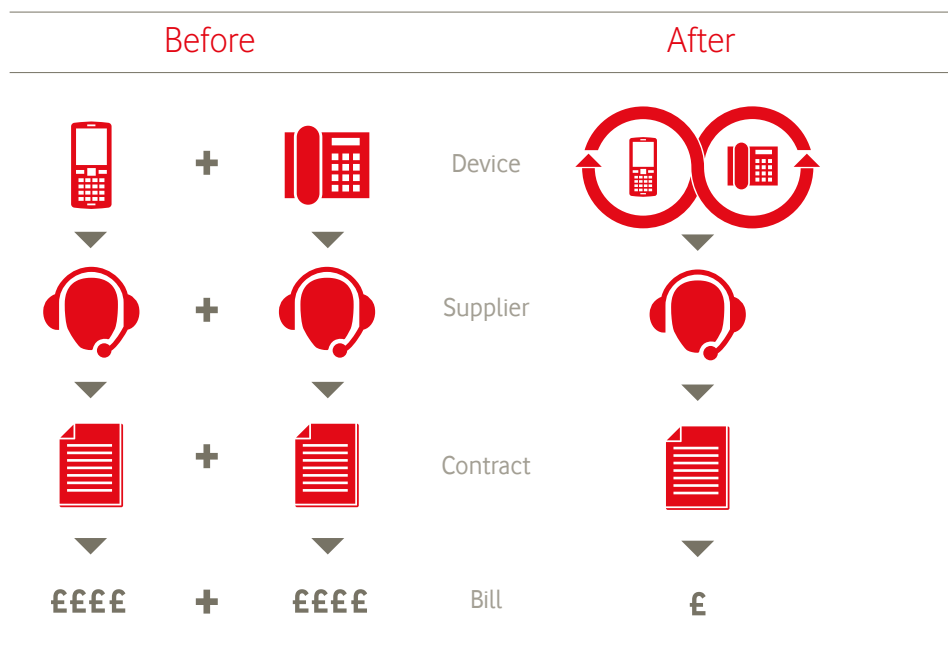 Before After
+ Device
+ Supplier
+ Contract
££££ + ££££ Bill £